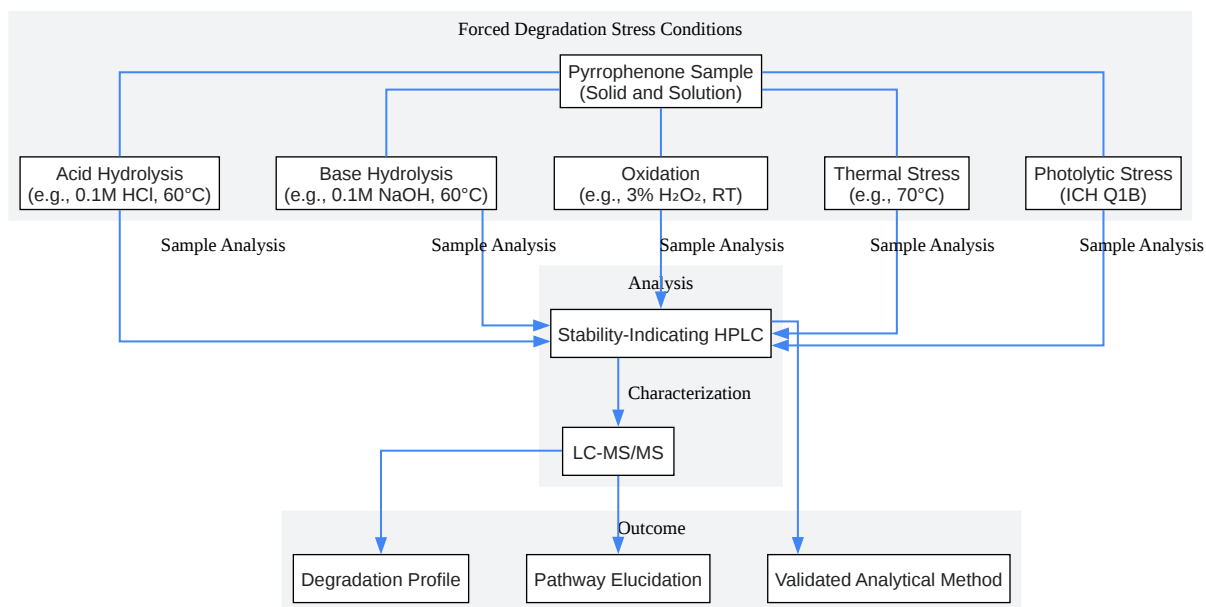 Forced Degradation Stress Conditions
Pyrrophenone Sample
(Solid and Solution)
Acid Hydrolysis
(e.g., 0.1M HCl, 60°C)
Base Hydrolysis
(e.g., 0.1M NaOH, 60°C)
Oxidation
(e.g., 3% H₂O₂, RT)
Thermal Stress
(e.g., 70°C)
Photolytic Stress
(ICH Q1B)
Sample Analysis
Sample Analysis
Sample Analysis
Sample Analysis
Sample Analysis
Analysis
Stability-Indicating HPLC
Characterization
LC-MS/MS
Outcome
Degradation Profile
Pathway Elucidation
Validated Analytical Method